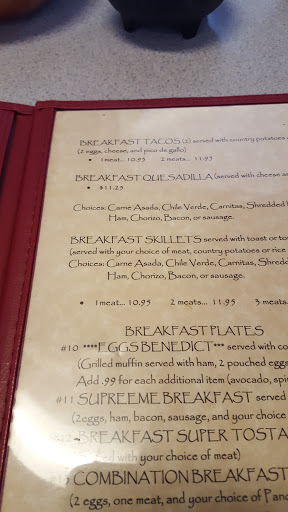 BREAKFAST TACOS (2) served with country potatoes
(2 eggs, cheese, and pico de gallo)
• 1 meat... 10.95 2 meats... 11.95
BREAKFAST QUESADILLA (served with cheese
• $11.25
Choices: Carne Asada, Chile Verde, Carnitas, Shredded
Ham, Chorizo, Bacon, or sausage.
BREAKFAST SKILLETS served with toast or
(served with your choice of meat, country potatoes or rice
Choices: Carne Asada, Chile Verde, Carnitas, Shredded
Ham, Chorizo, Bacon, or sausage.
• 1 meat... 10.95 2 meats... 11.95 3 meats.
BREAKFAST PLATES
#10 ****EGGS BENEDICT*** served with
(Grilled muffin served with ham, 2 pouched eggs
Add .99 for each additional item (avocado,
#11 SUPREEME BREAKFAST served
(2eggs, ham, bacon, sausage, and your choice
BREAKFAST SUPER
with your choice of meat)
COMBINATION BREAKFAST
(2 eggs, one meat, and your choice of